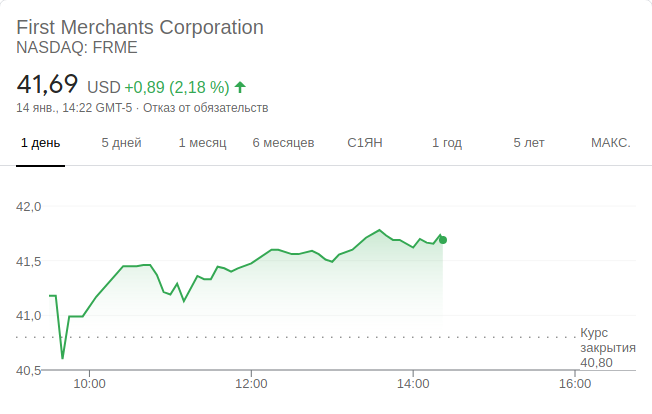 First Merchants Corporation
NASDAQ: FRME
41,69 USD +0,89 (2,18 %)
14 янв., 14:22 GMT-5 · Отказ от обязательств
1 день 5 дней 1 месяц 6 месяцев С1ЯН 1 год 5 лет МАКС.
42,0
41,5
41,0
Курс
закрытия
40,80
40,5
10:00 12:00 14:00 16:00